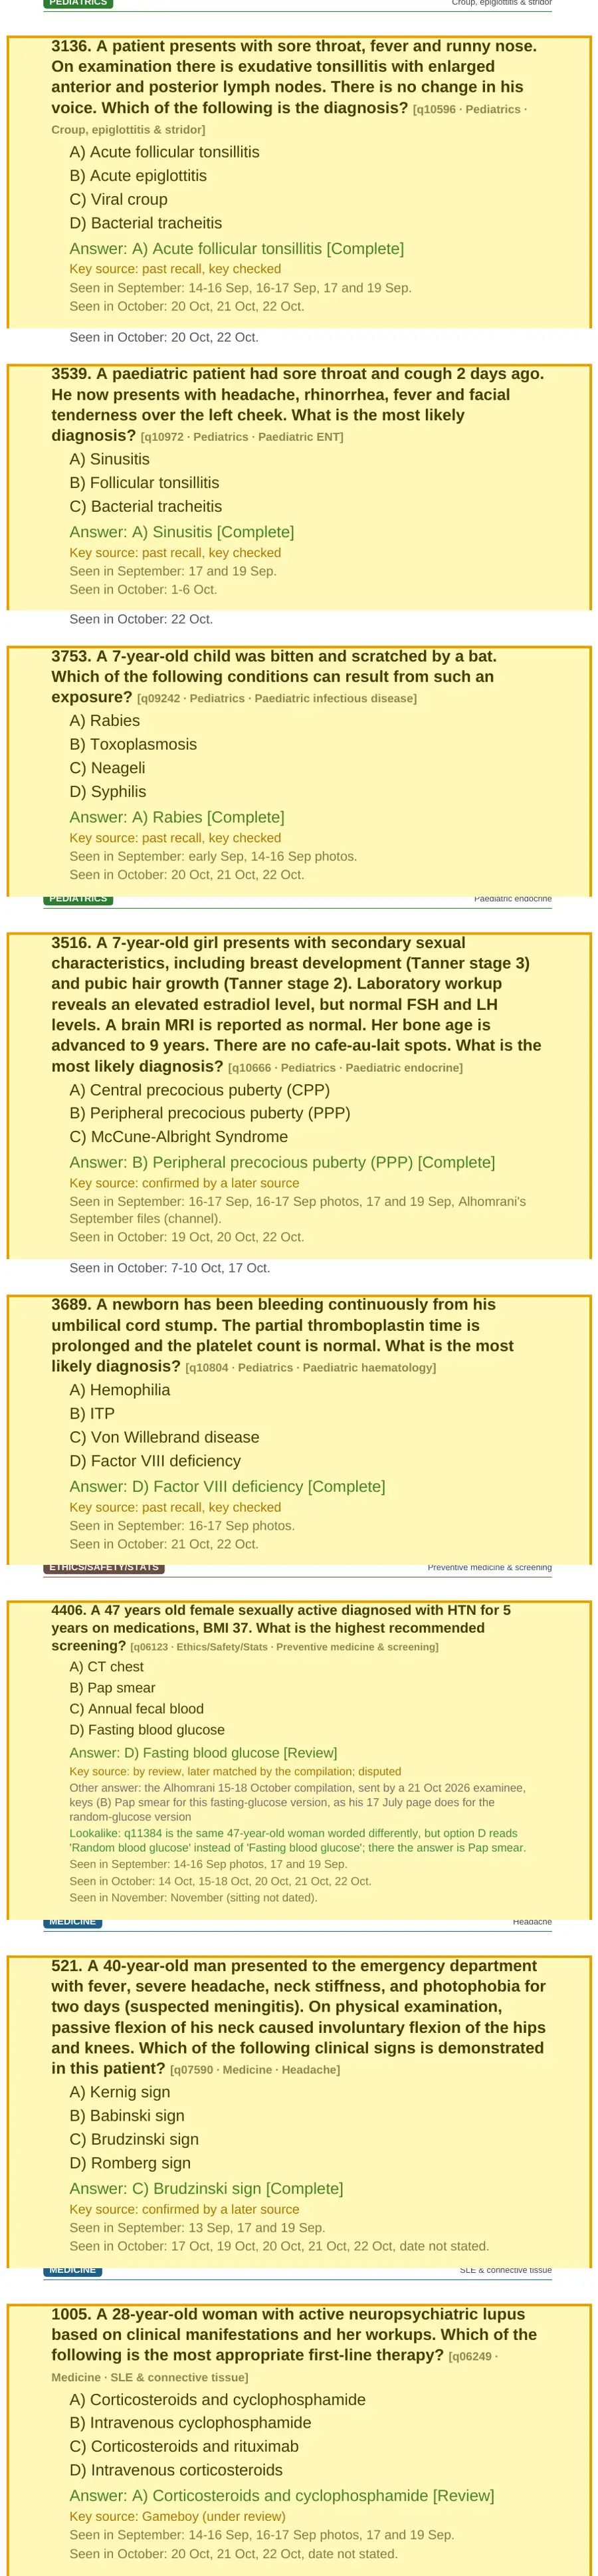 PEDIATRICS
Croup, epiglottitis & stridor
3136. A patient presents with sore throat, fever and runny nose.
On examination there is exudative tonsillitis with enlarged
anterior and posterior lymph nodes. There is no change in his
voice. Which of the following is the diagnosis? [q10596 · Pediatrics ·
Croup, epiglottitis & stridor]
A) Acute follicular tonsillitis
B) Acute epiglottitis
C) Viral croup
D) Bacterial tracheitis
Answer: A) Acute follicular tonsillitis [Complete]
Key source: past recall, key checked
Seen in September: 14-16 Sep, 16-17 Sep, 17 and 19 Sep.
Seen in October: 20 Oct, 21 Oct, 22 Oct.
Seen in October: 20 Oct, 22 Oct.
3539. A paediatric patient had sore throat and cough 2 days ago.
He now presents with headache, rhinorrhea, fever and facial
tenderness over the left cheek. What is the most likely
diagnosis? [q10972 · Pediatrics · Paediatric ENT]
A) Sinusitis
B) Follicular tonsillitis
C) Bacterial tracheitis
Answer: A) Sinusitis [Complete]
Key source: past recall, key checked
Seen in September: 17 and 19 Sep.
Seen in October: 1-6 Oct.
Seen in October: 22 Oct.
3753. A 7-year-old child was bitten and scratched by a bat.
Which of the following conditions can result from such an
exposure? [q09242 · Pediatrics · Paediatric infectious disease]
A) Rabies
B) Toxoplasmosis
C) Neageli
D) Syphilis
Answer: A) Rabies [Complete]
Key source: past recall, key checked
Seen in September: early Sep, 14-16 Sep photos.
Seen in October: 20 Oct, 21 Oct, 22 Oct.
PEDIATRICS
Paediatric endocrine
3516. A 7-year-old girl presents with secondary sexual
characteristics, including breast development (Tanner stage 3)
and pubic hair growth (Tanner stage 2). Laboratory workup
reveals an elevated estradiol level, but normal FSH and LH
levels. A brain MRI is reported as normal. Her bone age is
advanced to 9 years. There are no cafe-au-lait spots. What is the
most likely diagnosis? [q10666 · Pediatrics · Paediatric endocrine]
A) Central precocious puberty (CPP)
B) Peripheral precocious puberty (PPP)
C) McCune-Albright Syndrome
Answer: B) Peripheral precocious puberty (PPP) [Complete]
Key source: confirmed by a later source
Seen in September: 16-17 Sep, 16-17 Sep photos, 17 and 19 Sep, Alhomrani's
September files (channel).
Seen in October: 19 Oct, 20 Oct, 22 Oct.
Seen in October: 7-10 Oct, 17 Oct.
3689. A newborn has been bleeding continuously from his
umbilical cord stump. The partial thromboplastin time is
prolonged and the platelet count is normal. What is the most
likely diagnosis? [q10804 · Pediatrics · Paediatric haematology]
A) Hemophilia
B) ITP
C) Von Willebrand disease
D) Factor VIII deficiency
Answer: D) Factor VIII deficiency [Complete]
Key source: past recall, key checked
Seen in September: 16-17 Sep photos.
Seen in October: 21 Oct, 22 Oct.
ETHICS/SAFETY/STATS
Preventive medicine & screening
4406. A 47 years old female sexually active diagnosed with HTN for 5
years on medications, BMI 37. What is the highest recommended
screening? [q06123 · Ethics/Safety/Stats · Preventive medicine & screening]
A) CT chest
B) Pap smear
C) Annual fecal blood
D) Fasting blood glucose
Answer: D) Fasting blood glucose [Review]
Key source: by review, later matched by the compilation; disputed
Other answer: the Alhomrani 15-18 October compilation, sent by a 21 Oct 2026 examinee,
keys (B) Pap smear for this fasting-glucose version, as his 17 July page does for the
random-glucose version
Lookalike: q11384 is the same 47-year-old woman worded differently, but option D reads
'Random blood glucose' instead of 'Fasting blood glucose'; there the answer is Pap smear.
Seen in September: 14-16 Sep photos, 17 and 19 Sep.
Seen in October: 14 Oct, 15-18 Oct, 20 Oct, 21 Oct, 22 Oct.
Seen in November: November (sitting not dated).
MEDICINE
Headache
521. A 40-year-old man presented to the emergency department
with fever, severe headache, neck stiffness, and photophobia for
two days (suspected meningitis). On physical examination,
passive flexion of his neck caused involuntary flexion of the hips
and knees. Which of the following clinical signs is demonstrated
in this patient? [q07590 · Medicine · Headache]
A) Kernig sign
B) Babinski sign
C) Brudzinski sign
D) Romberg sign
Answer: C) Brudzinski sign [Complete]
Key source: confirmed by a later source
Seen in September: 13 Sep, 17 and 19 Sep.
Seen in October: 17 Oct, 19 Oct, 20 Oct, 21 Oct, 22 Oct, date not stated.
MEDICINE
SLE & connective tissue
1005. A 28-year-old woman with active neuropsychiatric lupus
based on clinical manifestations and her workups. Which of the
following is the most appropriate first-line therapy? [q06249 ·
Medicine · SLE & connective tissue]
A) Corticosteroids and cyclophosphamide
B) Intravenous cyclophosphamide
C) Corticosteroids and rituximab
D) Intravenous corticosteroids
Answer: A) Corticosteroids and cyclophosphamide [Review]
Key source: Gameboy (under review)
Seen in September: 14-16 Sep, 16-17 Sep photos, 17 and 19 Sep.
Seen in October: 20 Oct, 21 Oct, 22 Oct, date not stated.